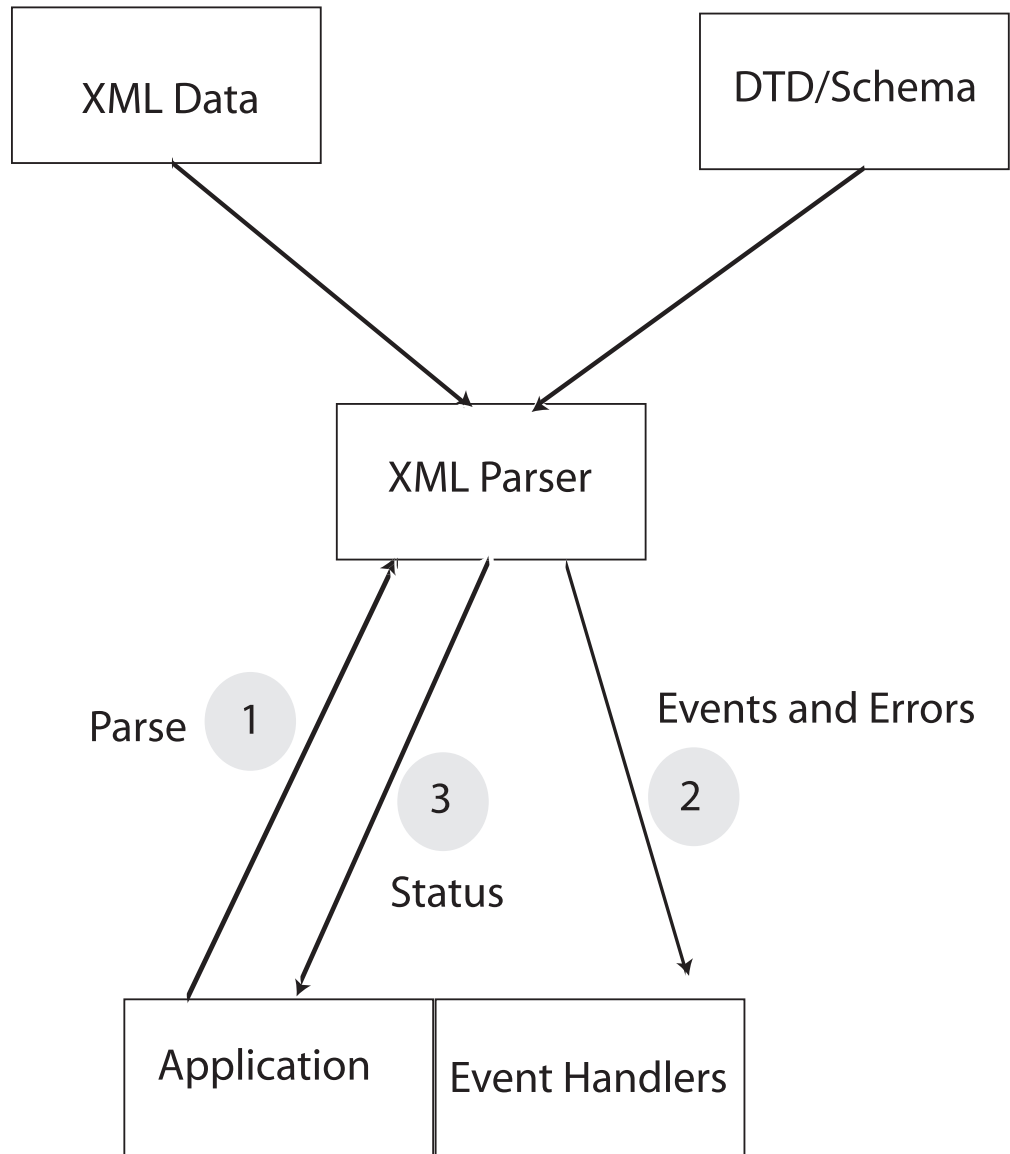 XML Data
DTD/Schema
XML Parser
Parse
1
Events and Errors
2
3
Status
Application
Event Handlers